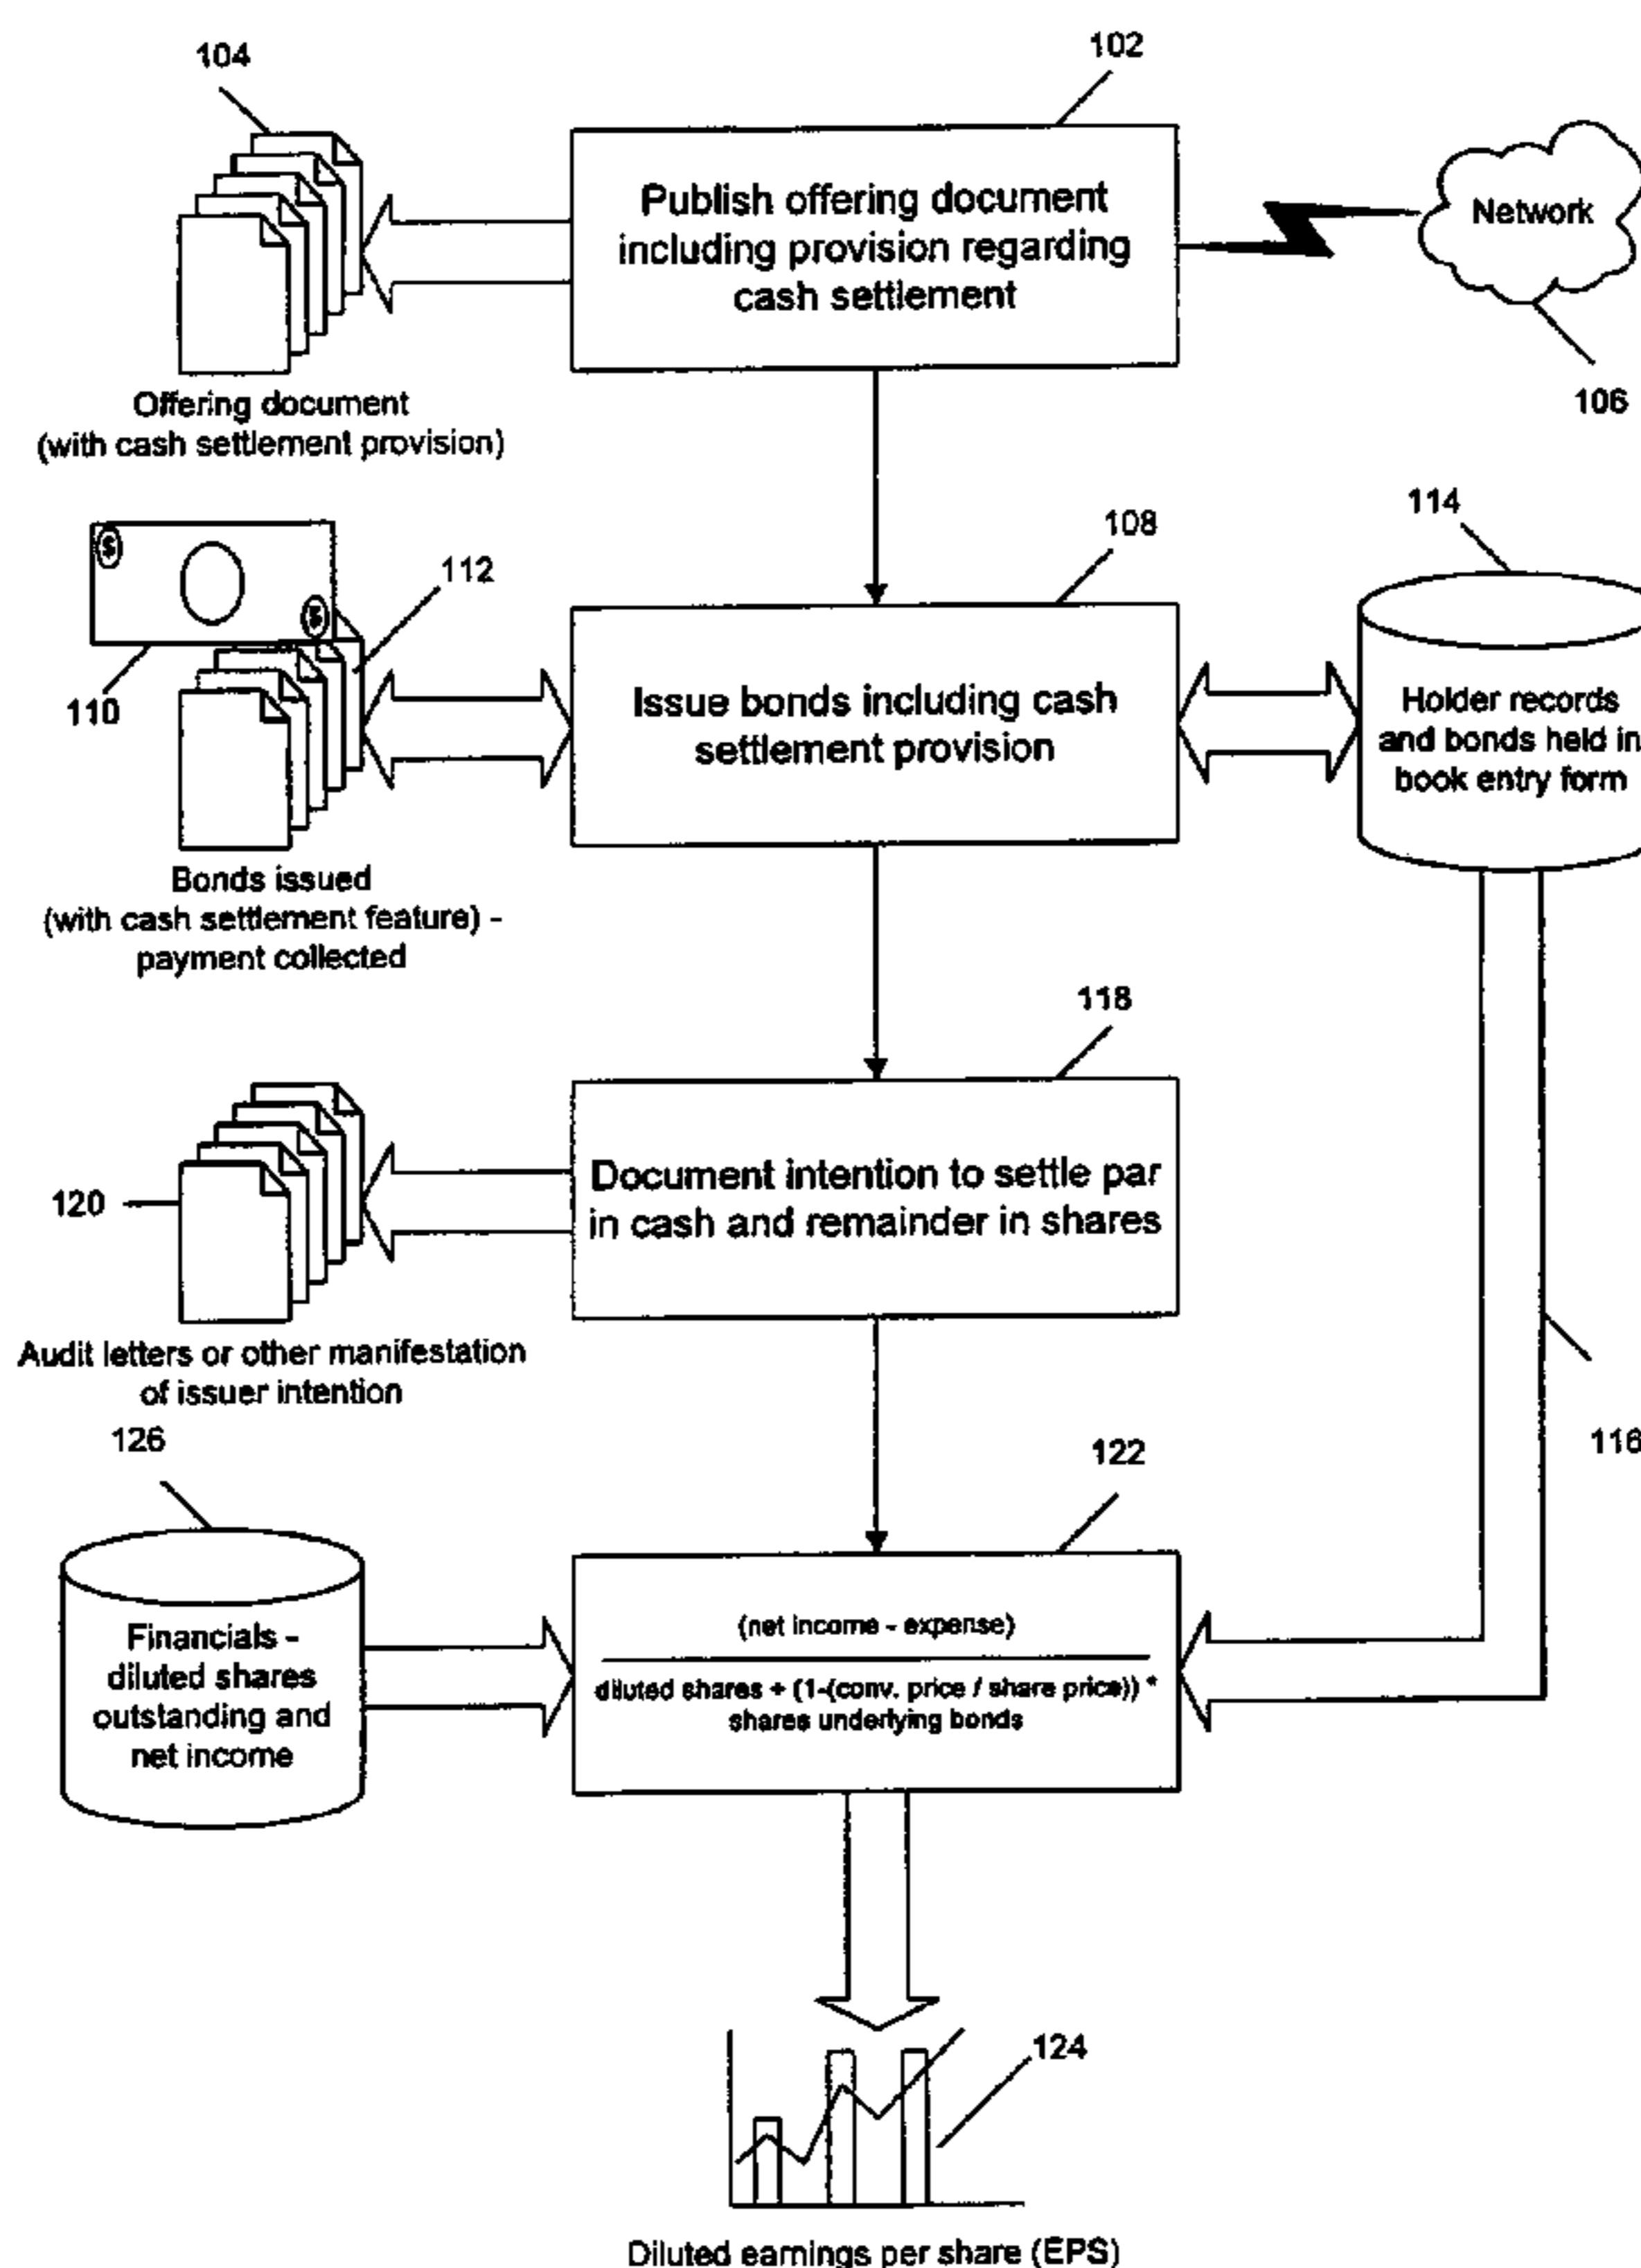 104
102
Publish offering document
including provision regarding
cash settlement
Network
106
Offering document
(with cash settlement provision)
$
$
112
110
108
114
Issue bonds including cash
settlement provision
Holder records
and bonds held in
book entry form
Bonds issued
(with cash settlement feature) -
payment collected
118
Document intention to settle par
in cash and remainder in shares
120
Audit letters or other manifestation
of issuer intention
116
126
122
Financials -
diluted shares
outstanding and
net income
(net income - expense)
diluted shares + (1-(conv. price / share price)) *
shares underlying bonds
124
Diluted earnings per share (EPS)